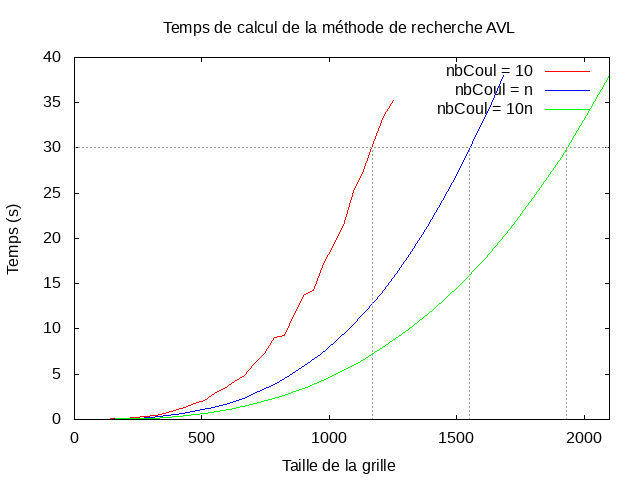 Temps de calcul de la méthode de recherche AVL
nbCoul = 10
nbCoul = n
nbCoul = 10n
Temps (s)
40
35
30
25
20
15
10
5
0
0 500 1000 1500 2000
Taille de la grille